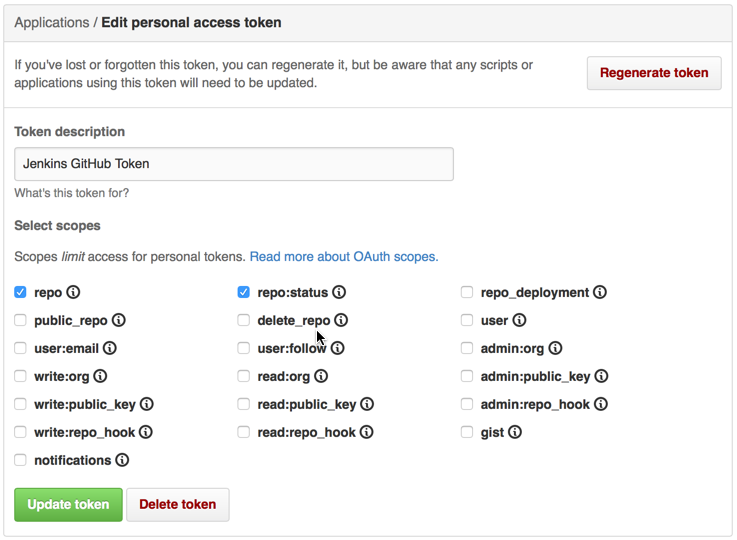 Applications / Edit personal access token
If you've lost or forgotten this token, you can regenerate it, but be aware that any scripts or
applications using this token will need to be updated.
Regenerate token
Token description
Jenkins GitHub Token
What's this token for?
Select scopes
Scopes limit access for personal tokens. Read more about OAuth scopes.
repo repo:status repo_deployment
public_repo delete_repo user
user:email user:follow admin:org
write:org read:org admin:public_key
write:public_key read:public_key admin:repo_hook
write:repo_hook read:repo_hook gist
notifications
Update token Delete token